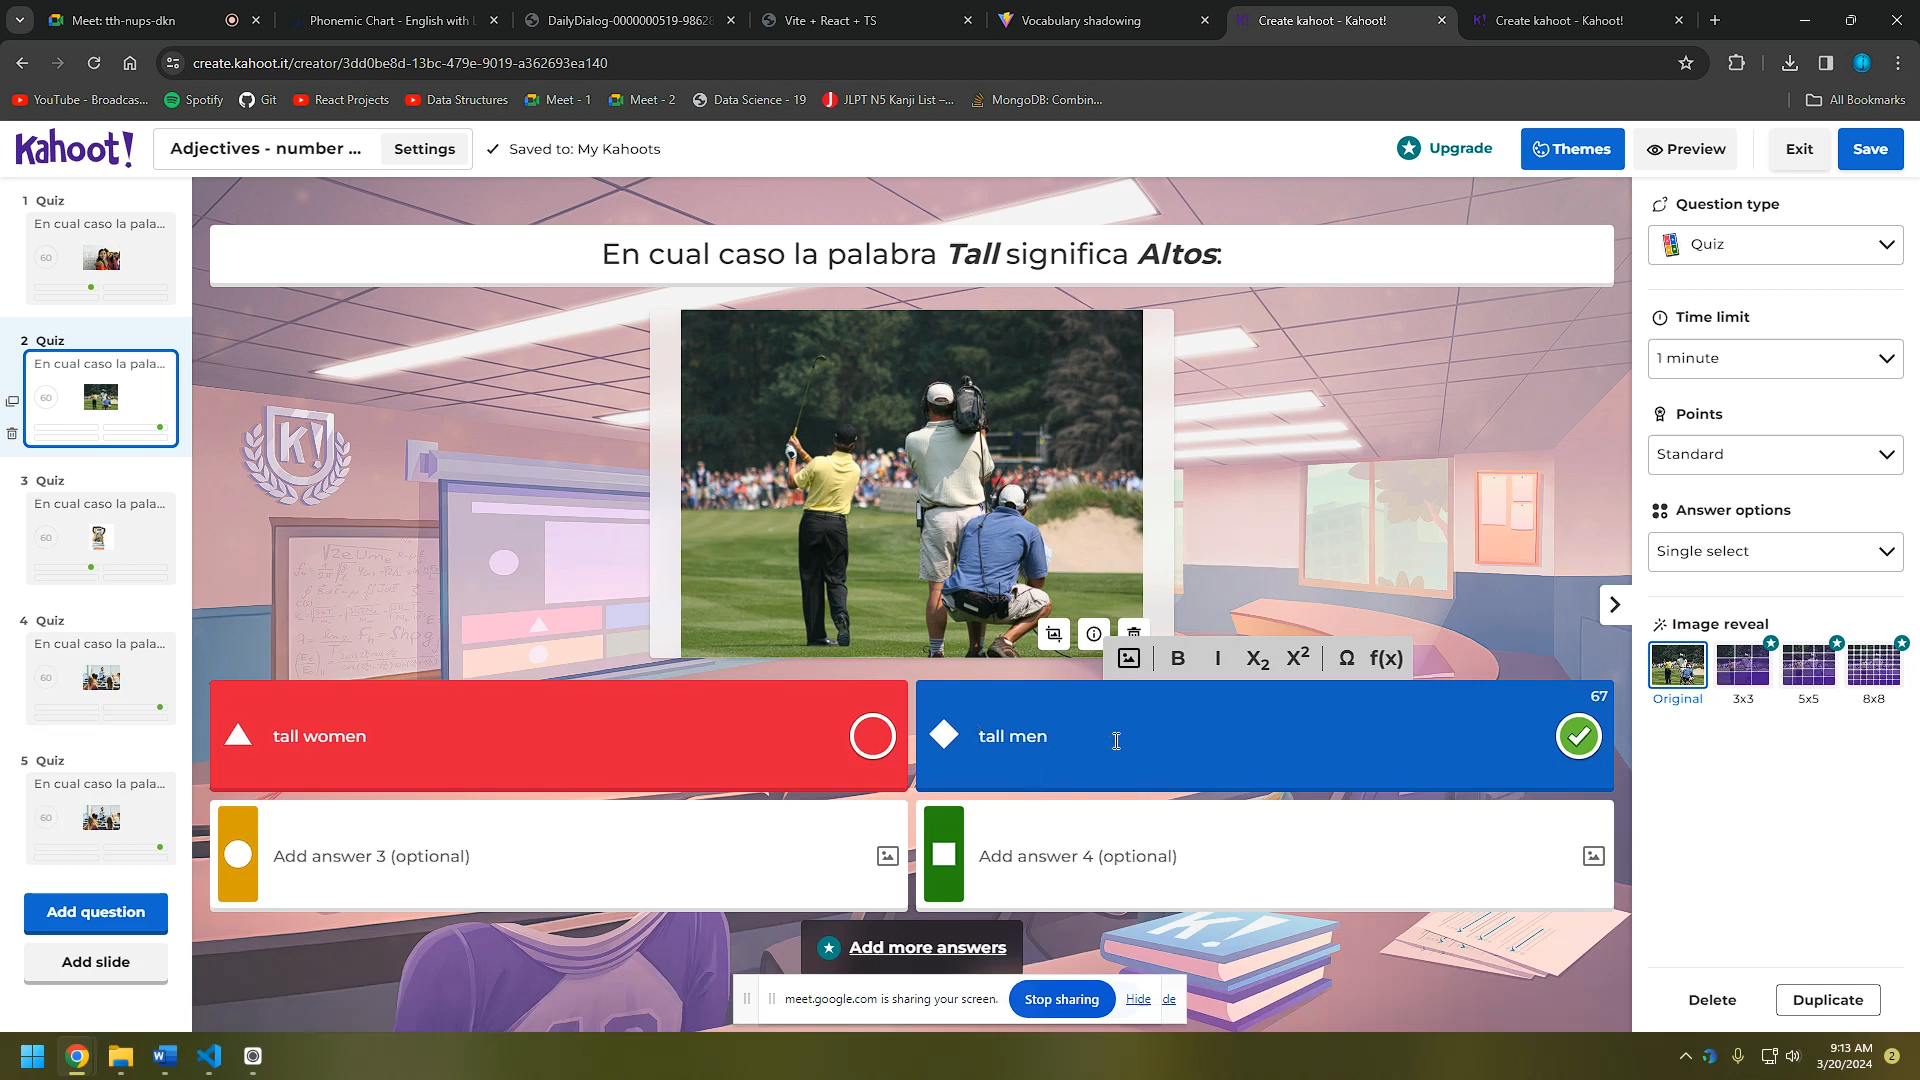 Meet: tth-nups-dkn
Phonemic Chart - English with L
DailyDialog-0000000519-98628
Vite + React + TS
Vocabulary shadowing
Create kahoot - Kahoot!
Create kahoot - Kahoot!
create.kahoot.it/creator/3dd0be8d-13bc-479e-9019-a362693ea140
YouTube - Broadcas...
Spotify
Git
React Projects
Data Structures
Meet - 1
Meet - 2
Data Science - 19
JLPT N5 Kanji List –...
MongoDB: Combin...
All Bookmarks
Kahoot!
Adjectives - number ...
Settings
Saved to: My Kahoots
Upgrade
Themes
Preview
Exit
Save
1 Quiz
En cual caso la pala...
60
2 Quiz
En cual caso la pala...
60
3 Quiz
En cual caso la pala...
60
4 Quiz
En cual caso la pala...
60
5 Quiz
En cual caso la pala...
60
Add question
Add slide
En cual caso la palabra Tall significa Altos:
K!
B I X2 X2 Ω f(x)
tall women
67
tall men
Add answer 3 (optional)
Add answer 4 (optional)
Add more answers
K!
meet.google.com is sharing your screen.
Stop sharing
Hide
de
Question type
Quiz
Time limit
1 minute
Points
Standard
Answer options
Single select
Image reveal
Original
3x3
5x5
8x8
Delete
Duplicate
9:13 AM
3/20/2024
2